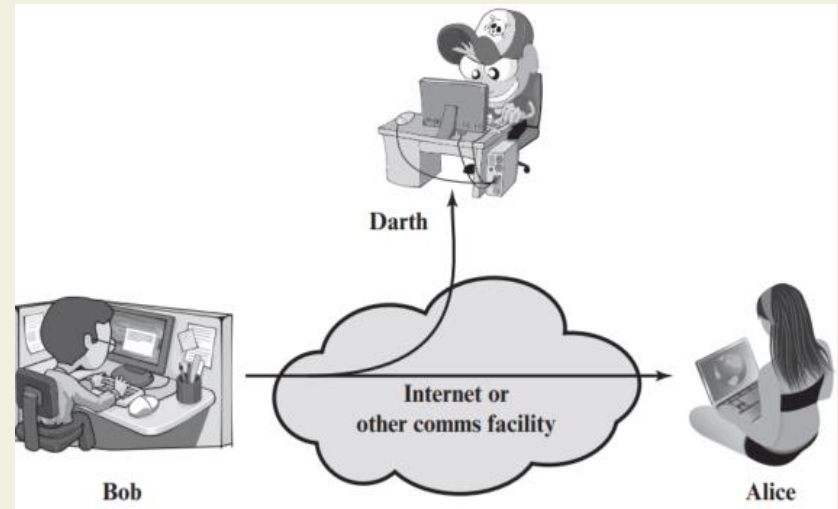 Darth
Internet or
other comms facility
Bob
Alice